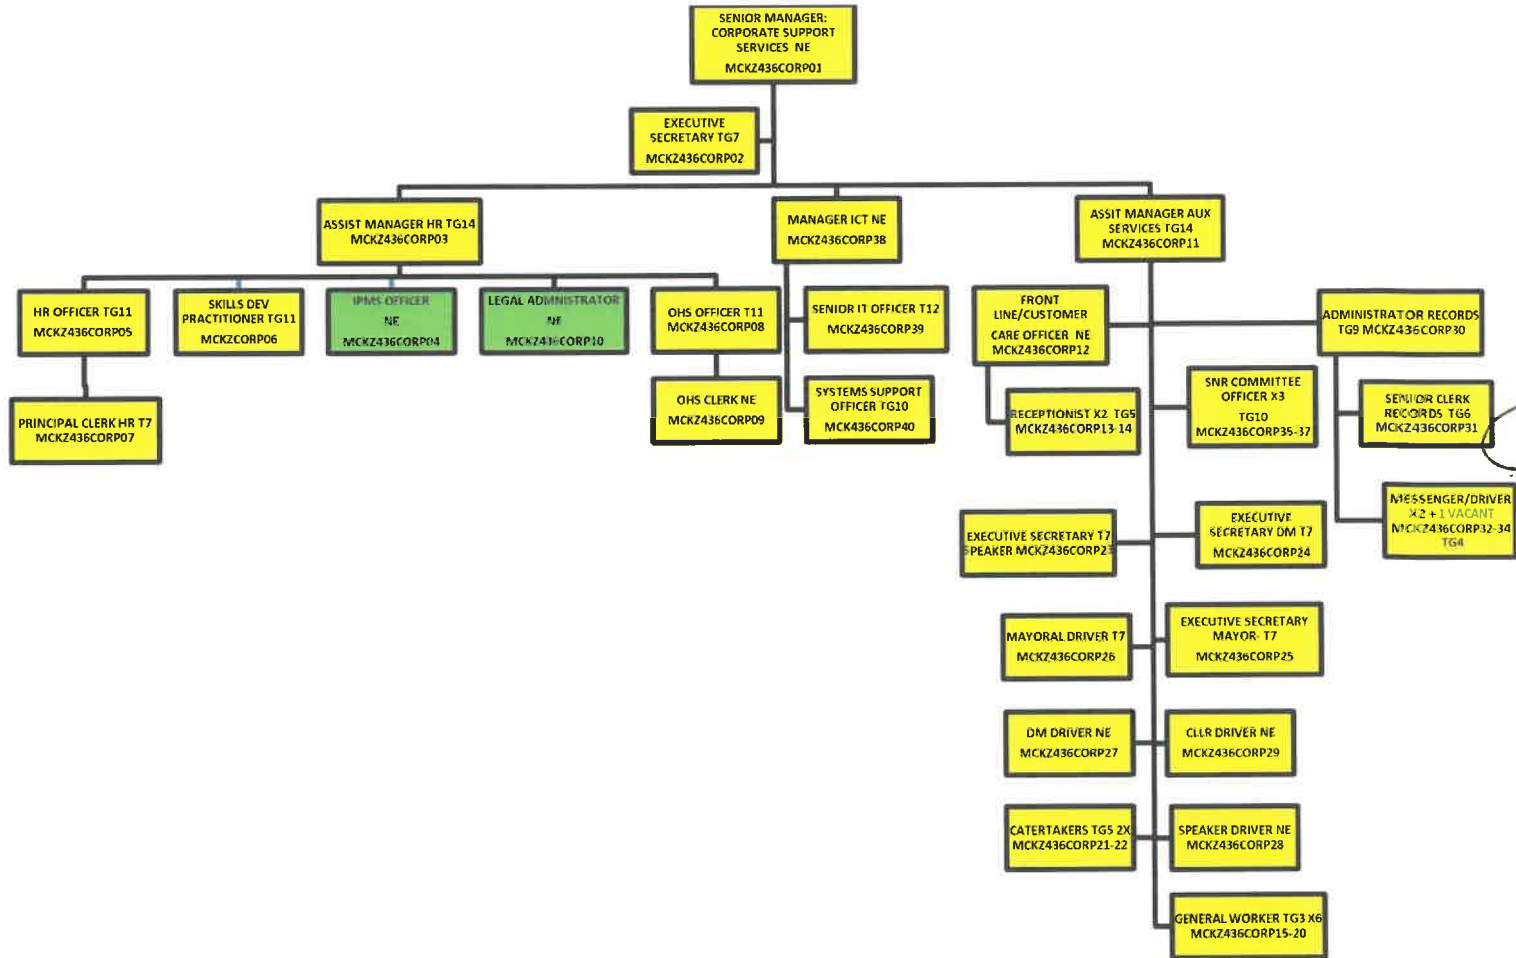 SENIOR MANAGER:
CORPORATE SUPPORT
SERVICES NE
MCKZ436CORP01
EXECUTIVE
SECRETARY TG7
MCKZ436CORP02
ASSIST MANAGER HR TG14
MCKZ436CORP03
MANAGER ICT NE
MCKZ436CORP38
ASSIT MANAGER AUX
SERVICES TG14
MCKZ436CORP11
HR OFFICER TG11
MCKZ436CORP05
SKILLS DEV
PRACTITIONER TG11
MCKZCORP06
IPMS OFFICER
NE
MCKZ436CORP04
LEGAL ADMNISTRATOR
NE
MCKZ436CORP10
OHS OFFICER T11
MCKZ436CORP08
SENIOR IT OFFICER T12
MCKZ436CORP39
FRONT
LINE/CUSTOMER
CARE OFFICER NE
MCKZ436CORP12
ADMINISTRATOR RECORDS
TG9 MCKZ436CORP30
PRINCIPAL CLERK HR T7
MCKZ436CORP07
OHS CLERK NE
MCKZ436CORP09
SYSTEMS SUPPORT
OFFICER TG10
MCK436CORP40
RECEPTIONIST X2 TG5
MCKZ436CORP13-14
SNR COMMITTEE
OFFICER X3
TG10
MCKZ436CORP35-37
SENIOR CLERK
RECORDS TG6
MCKZ436CORP31
MESSENGER/DRIVER
X2 + 1 VACANT
MCKZ436CORP32-34
TG4
EXECUTIVE SECRETARY T7
SPEAKER MCKZ436CORP23
EXECUTIVE
SECRETARY DM T7
MCKZ436CORP24
MAYORAL DRIVER T7
MCKZ436CORP26
EXECUTIVE SECRETARY
MAYOR- T7
MCKZ436CORP25
DM DRIVER NE
MCKZ436CORP27
CLLR DRIVER NE
MCKZ436CORP29
CATERTAKERS TG5 2X
MCKZ436CORP21-22
SPEAKER DRIVER NE
MCKZ436CORP28
GENERAL WORKER TG3 X6
MCKZ436CORP15-20